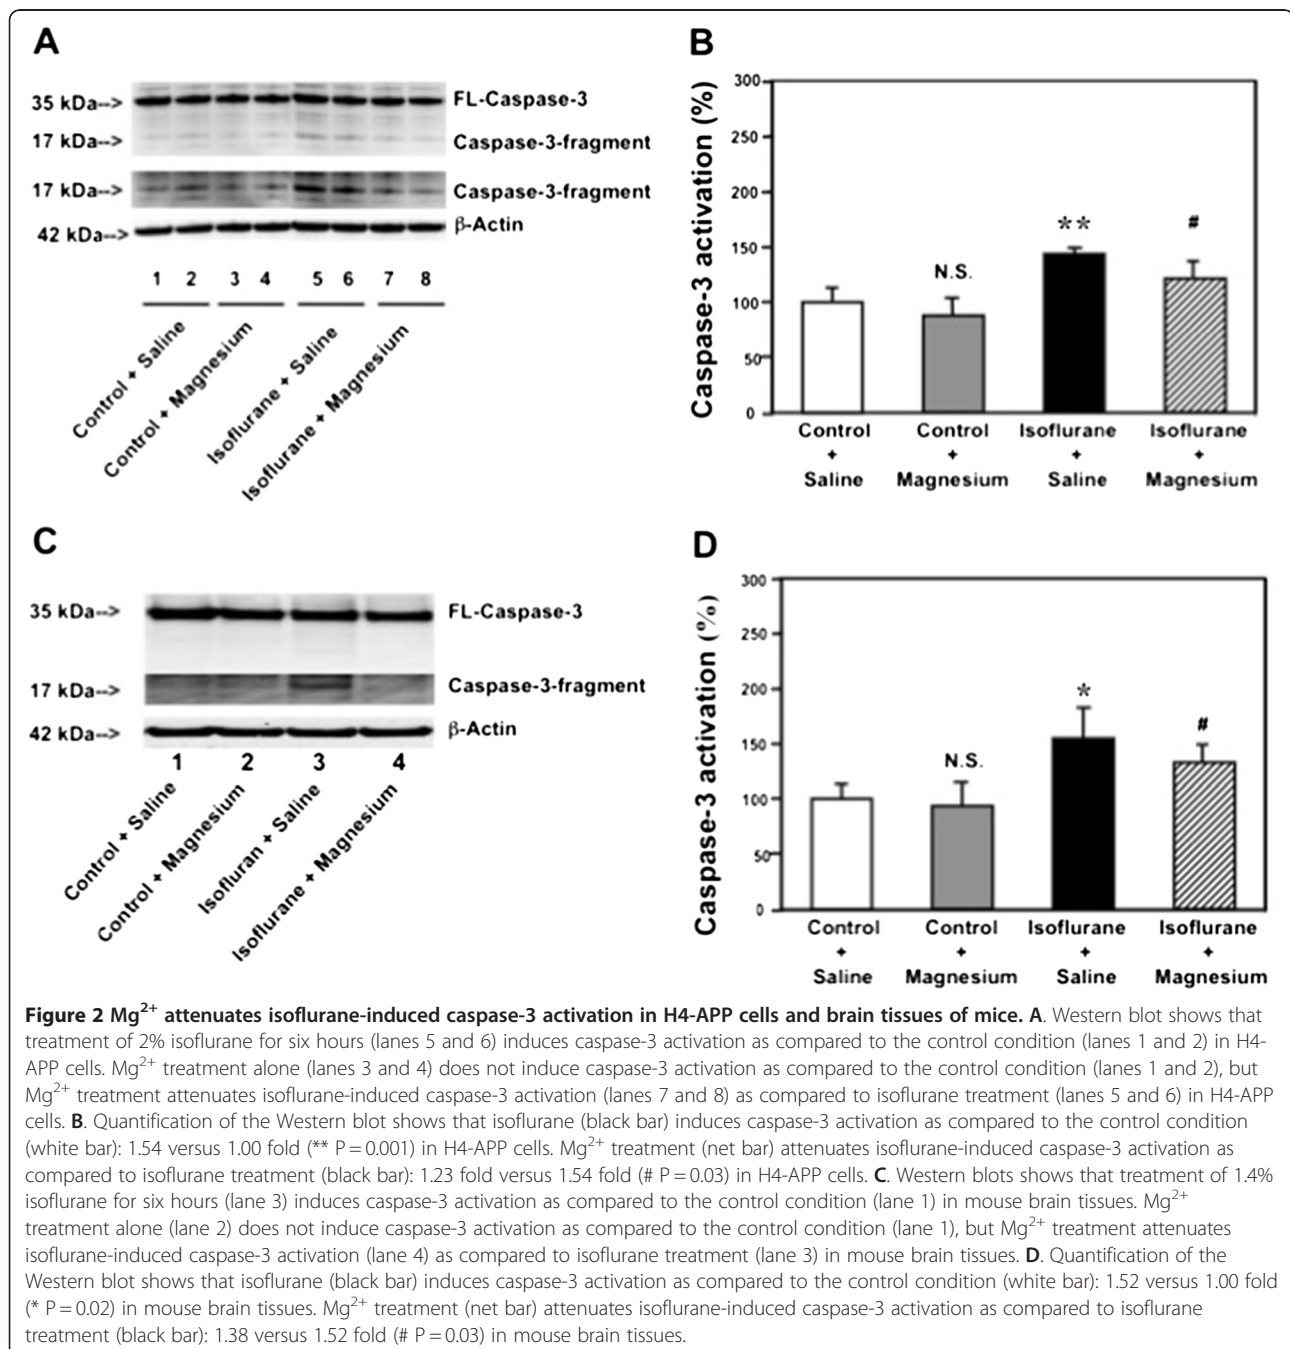 A
35 kDa-->
FL-Caspase-3
17 kDa-->
Caspase-3-fragment
17 kDa-->
Caspase-3-fragment
42 kDa-->
β-Actin
1 2 3 4 5 6 7 8
Control + Saline
Control + Magnesium
Isoflurane + Saline
Isoflurane + Magnesium
B
Caspase-3 activation (%)
300
250
200
150
100
50
0
N.S.
**
#
Control + Saline
Control + Magnesium
Isoflurane + Saline
Isoflurane + Magnesium
C
35 kDa-->
FL-Caspase-3
17 kDa-->
Caspase-3-fragment
42 kDa-->
β-Actin
1 2 3 4
Control + Saline
Control + Magnesium
Isofluran + Saline
Isoflurane + Magnesium
D
Caspase-3 activation (%)
300
250
200
150
100
50
0
N.S.
*
#
Control + Saline
Control + Magnesium
Isoflurane + Saline
Isoflurane + Magnesium
Figure 2 Mg²⁺ attenuates isoflurane-induced caspase-3 activation in H4-APP cells and brain tissues of mice. A. Western blot shows that
treatment of 2% isoflurane for six hours (lanes 5 and 6) induces caspase-3 activation as compared to the control condition (lanes 1 and 2) in H4-
APP cells. Mg²⁺ treatment alone (lanes 3 and 4) does not induce caspase-3 activation as compared to the control condition (lanes 1 and 2), but
Mg²⁺ treatment attenuates isoflurane-induced caspase-3 activation (lanes 7 and 8) as compared to isoflurane treatment (lanes 5 and 6) in H4-APP
cells. B. Quantification of the Western blot shows that isoflurane (black bar) induces caspase-3 activation as compared to the control condition
(white bar): 1.54 versus 1.00 fold (** P = 0.001) in H4-APP cells. Mg²⁺ treatment (net bar) attenuates isoflurane-induced caspase-3 activation as
compared to isoflurane treatment (black bar): 1.23 fold versus 1.54 fold (# P = 0.03) in H4-APP cells. C. Western blots shows that treatment of 1.4%
isoflurane for six hours (lane 3) induces caspase-3 activation as compared to the control condition (lane 1) in mouse brain tissues. Mg²⁺
treatment alone (lane 2) does not induce caspase-3 activation as compared to the control condition (lane 1), but Mg²⁺ treatment attenuates
isoflurane-induced caspase-3 activation (lane 4) as compared to isoflurane treatment (lane 3) in mouse brain tissues. D. Quantification of the
Western blot shows that isoflurane (black bar) induces caspase-3 activation as compared to the control condition (white bar): 1.52 versus 1.00 fold
(* P = 0.02) in mouse brain tissues. Mg²⁺ treatment (net bar) attenuates isoflurane-induced caspase-3 activation as compared to isoflurane
treatment (black bar): 1.38 versus 1.52 fold (# P = 0.03) in mouse brain tissues.